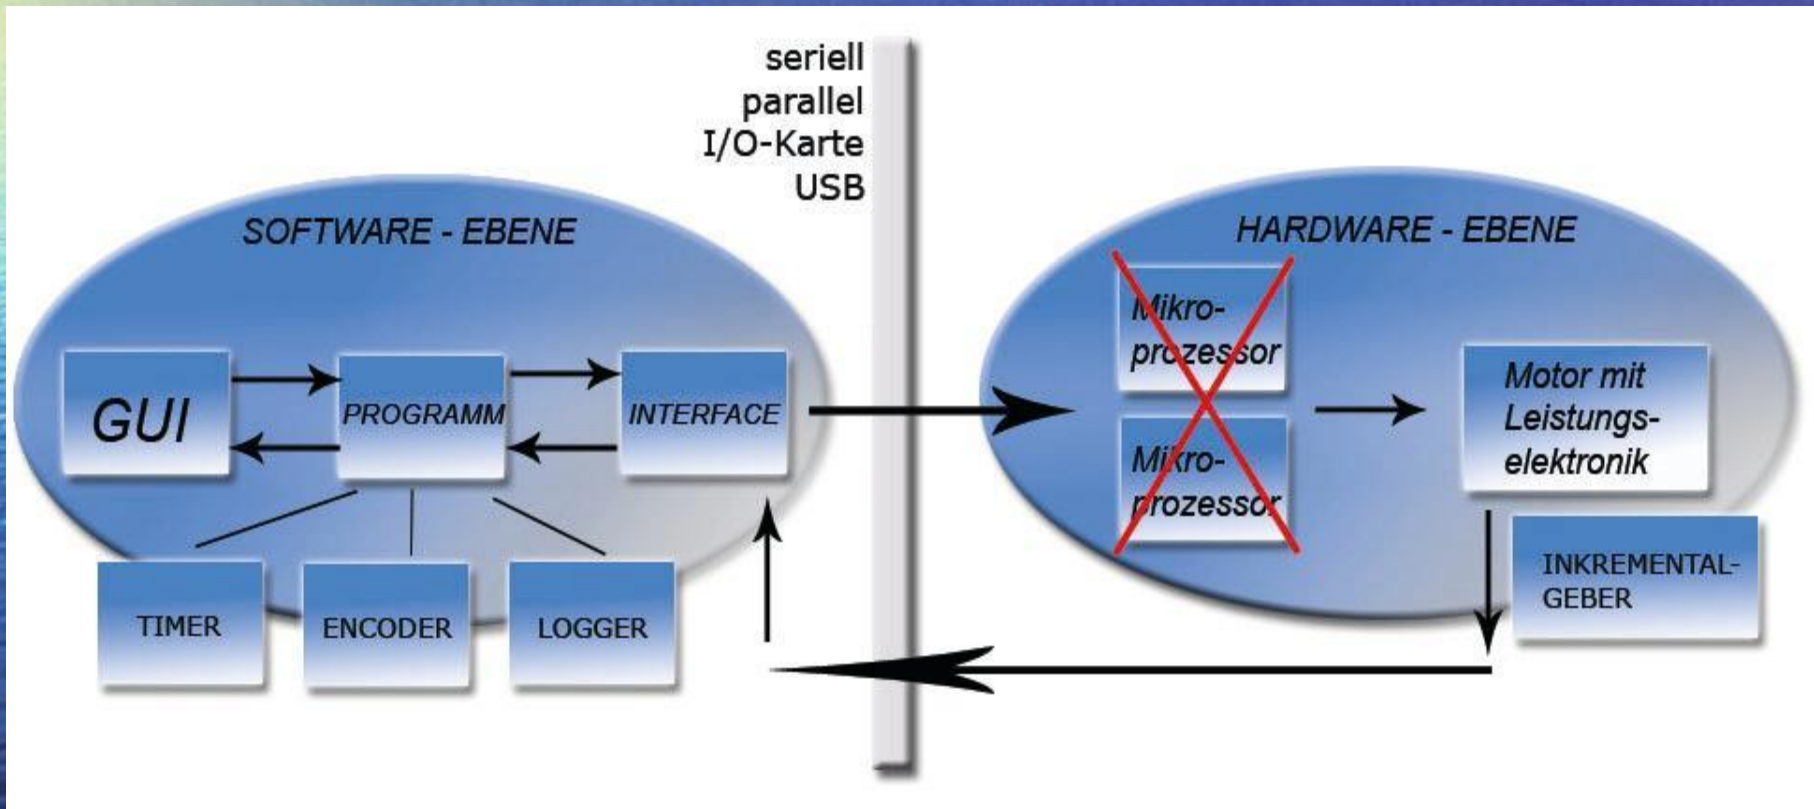 seriell
parallel
I/O-Karte
USB
SOFTWARE - EBENE
GUI
PROGRAMM
INTERFACE
TIMER
ENCODER
LOGGER
HARDWARE - EBENE
Mikro-
prozessor
Mikro-
prozessor
Motor mit
Leistungs-
elektronik
INKREMENTAL-
GEBER